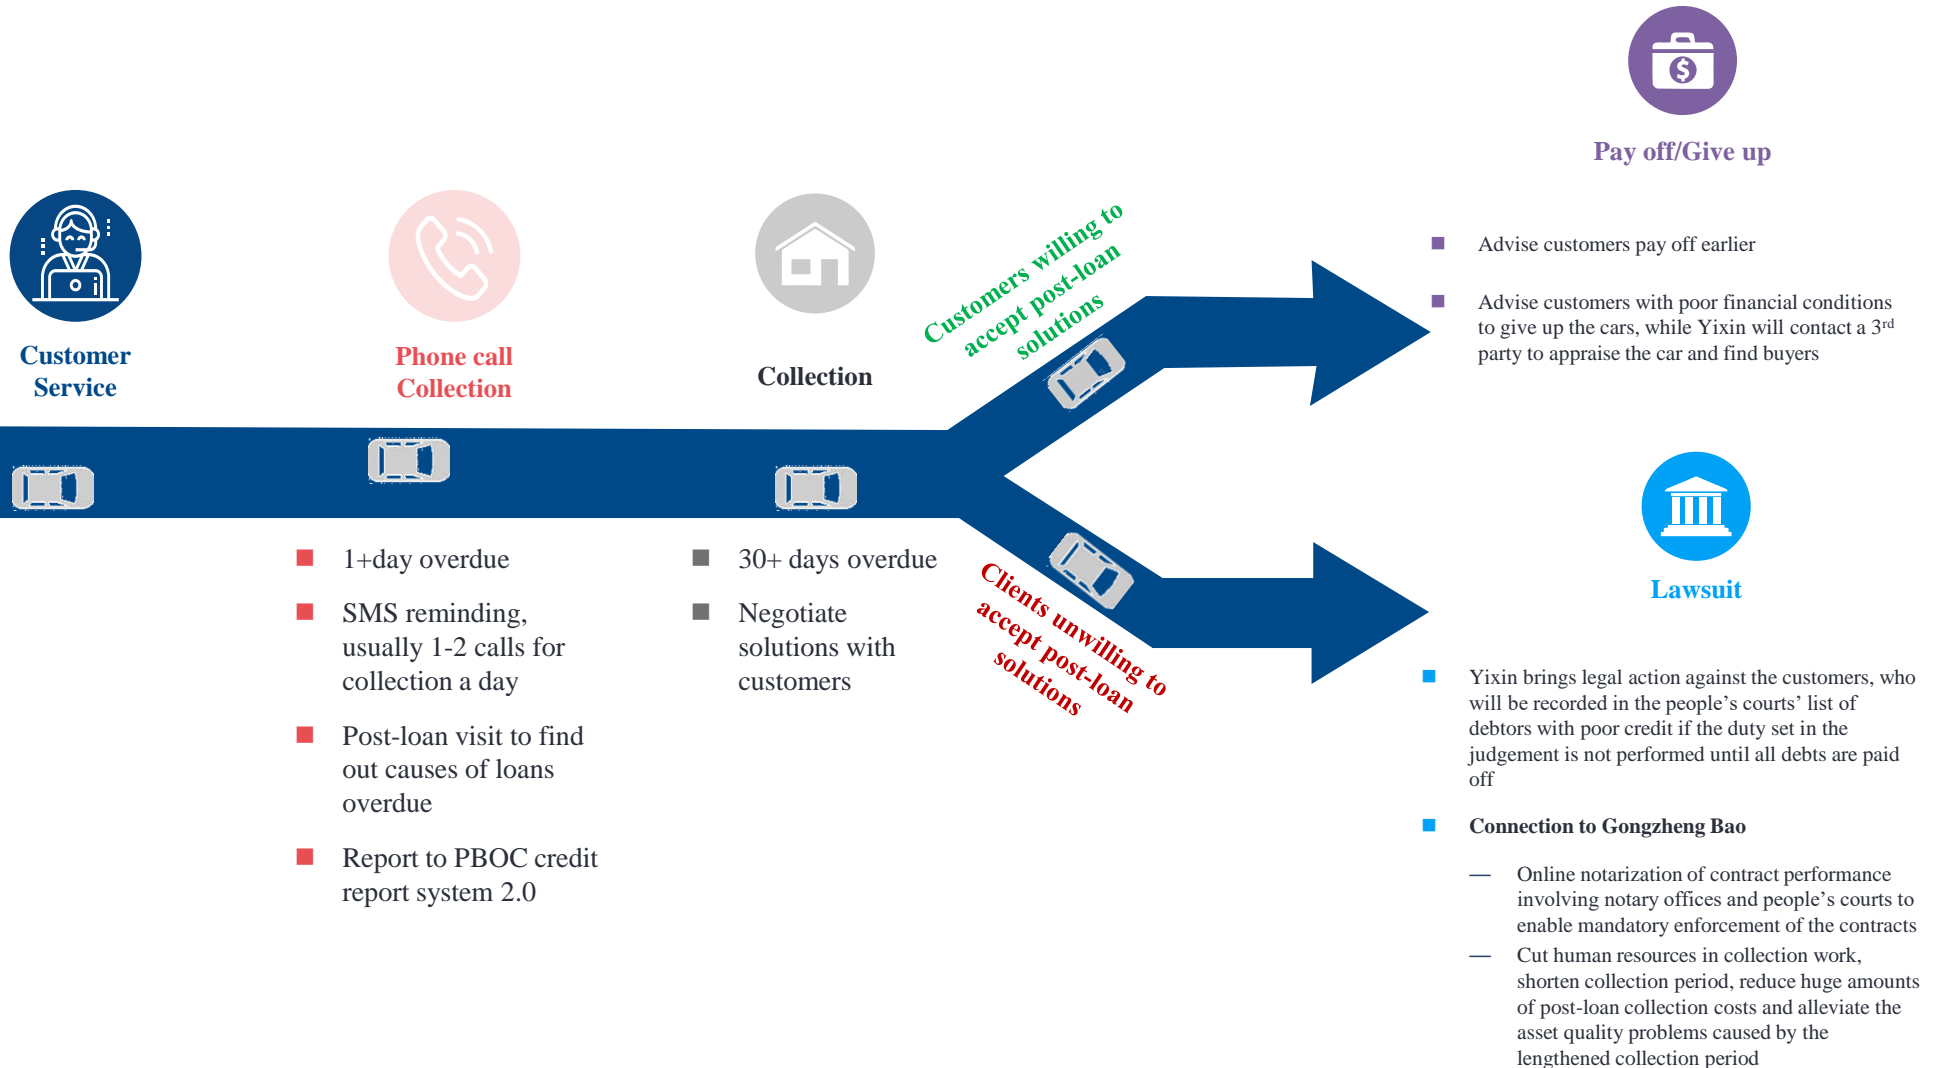 Customer
Service
Phone call
Collection
1+day overdue
SMS reminding,
usually 1-2 calls for
collection a day
Post-loan visit to find
out causes of loans
overdue
Report to PBOC credit
report system 2.0
Collection
30+ days overdue
Negotiate
solutions with
customers
Customers willing to
accept post-loan
solutions
Clients unwilling to
accept post-loan
solutions
Pay off/Give up
Advise customers pay off earlier
Advise customers with poor financial conditions
to give up the cars, while Yixin will contact a 3rd
party to appraise the car and find buyers
Lawsuit
Yixin brings legal action against the customers, who
will be recorded in the people’s courts’ list of
debtors with poor credit if the duty set in the
judgement is not performed until all debts are paid
off
Connection to Gongzheng Bao
— Online notarization of contract performance
involving notary offices and people’s courts to
enable mandatory enforcement of the contracts
— Cut human resources in collection work,
shorten collection period, reduce huge amounts
of post-loan collection costs and alleviate the
asset quality problems caused by the
lengthened collection period